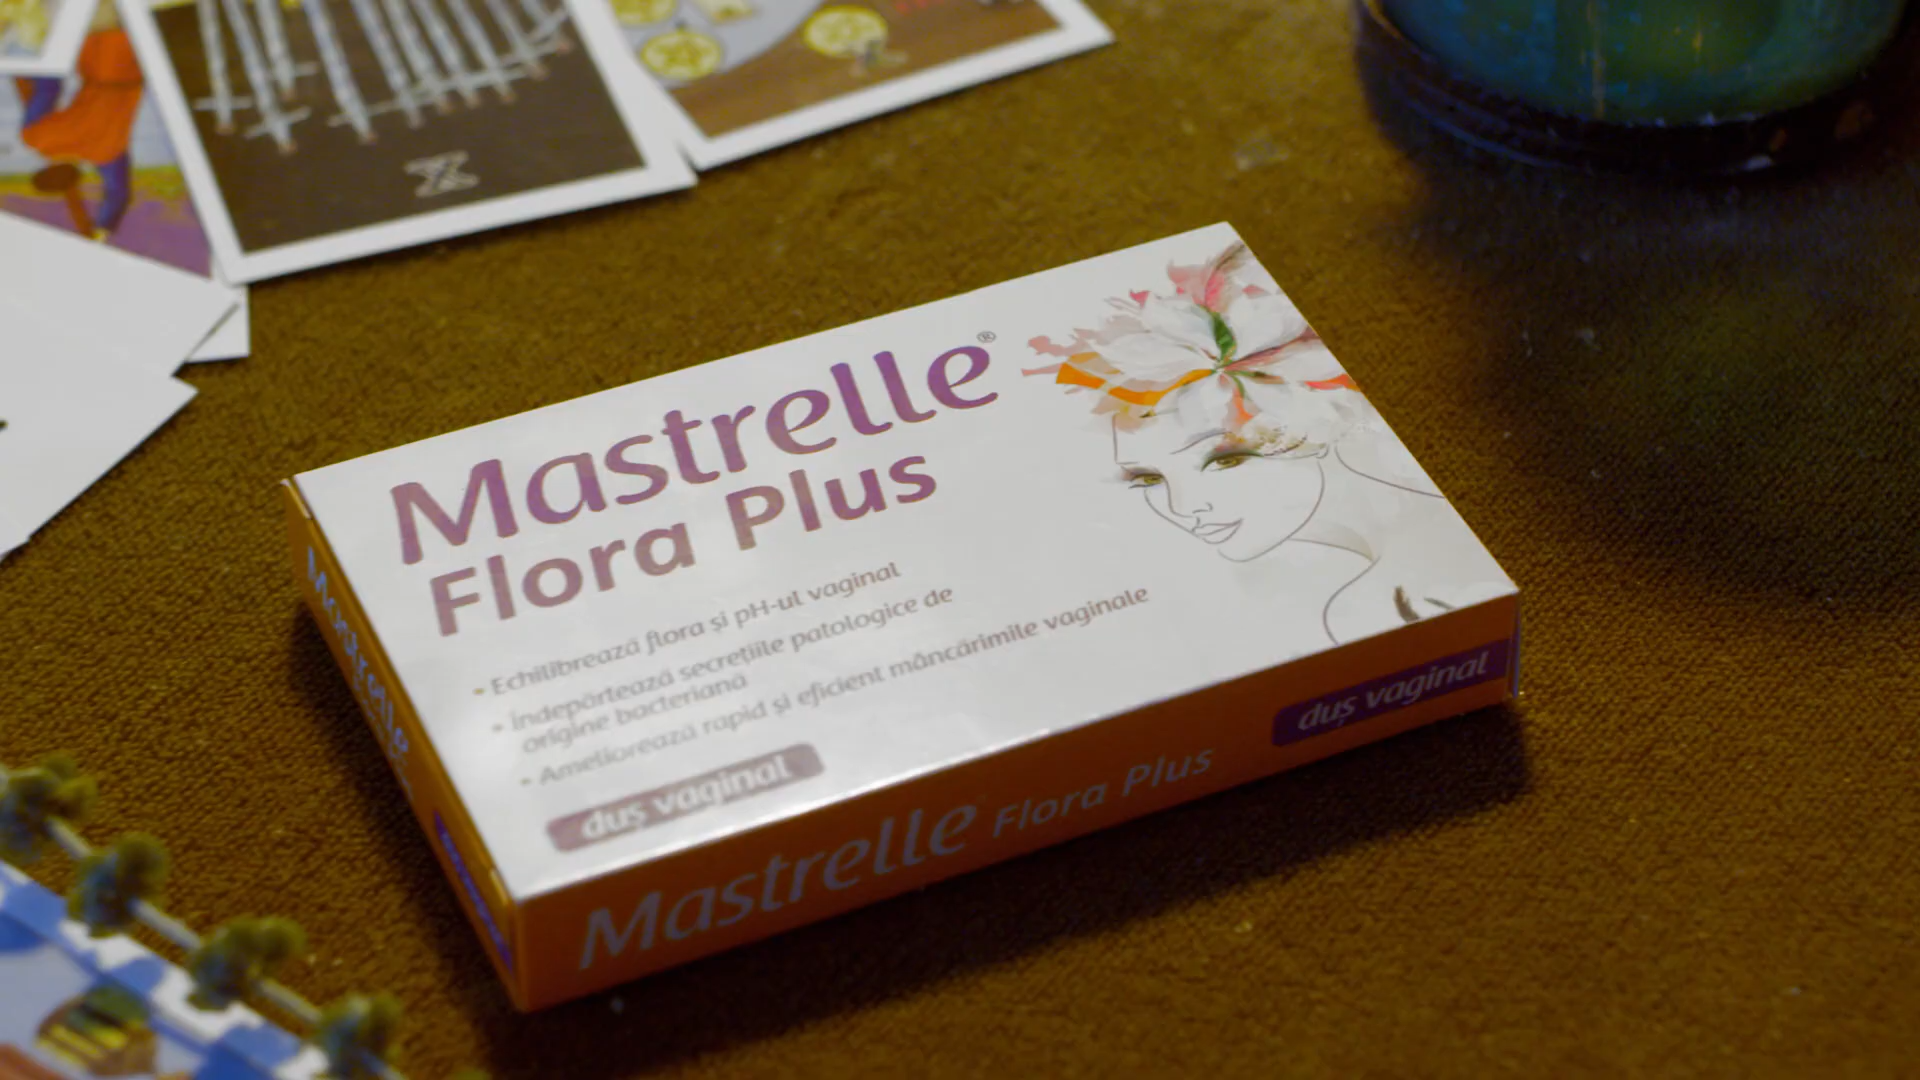 X
Mastrelle®
Flora Plus
• Echilibrează flora și pH-ul vaginal
• Îndepărtează secrețiile patologice de
origine bacteriană
• Ameliorează rapid și eficient mâncărimile vaginale
duș vaginal
Mastrelle Flora Plus
duș vaginal
Mastrelle